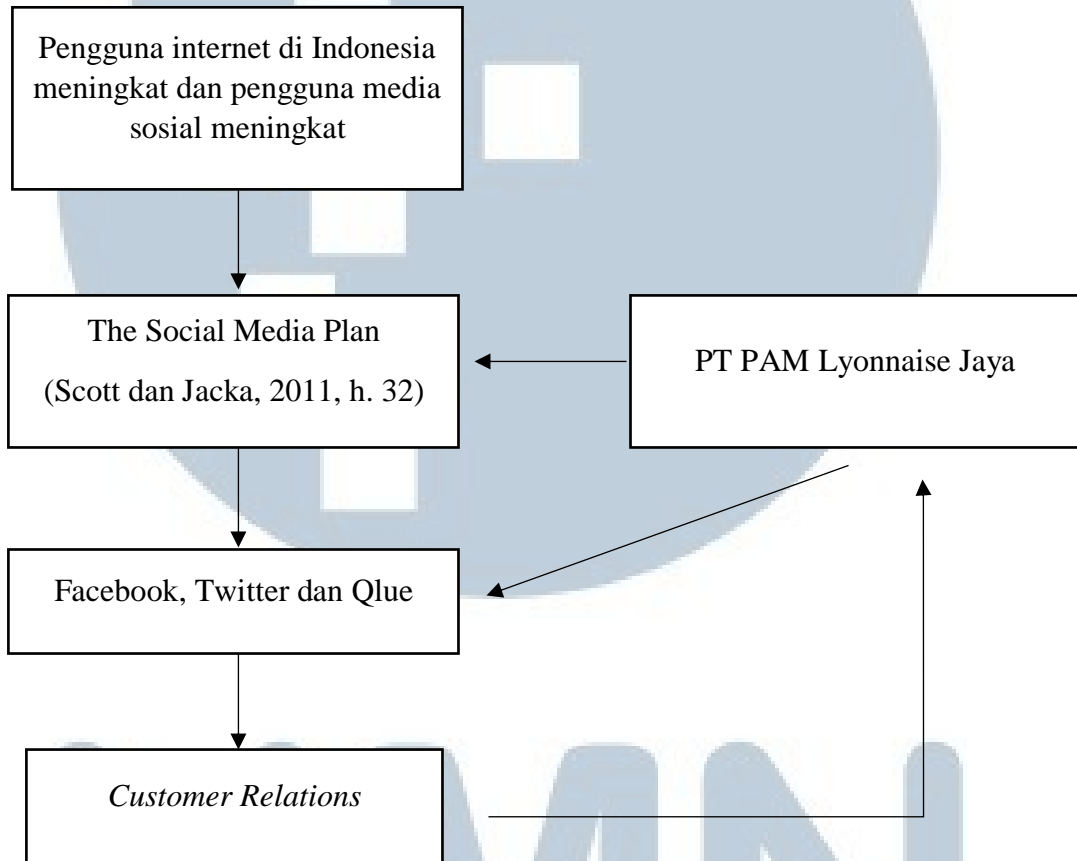 Pengguna internet di Indonesia
meningkat dan pengguna media
sosial meningkat
The Social Media Plan
(Scott dan Jacka, 2011, h. 32)
PT PAM Lyonnaise Jaya
Facebook, Twitter dan Qlue
Customer Relations